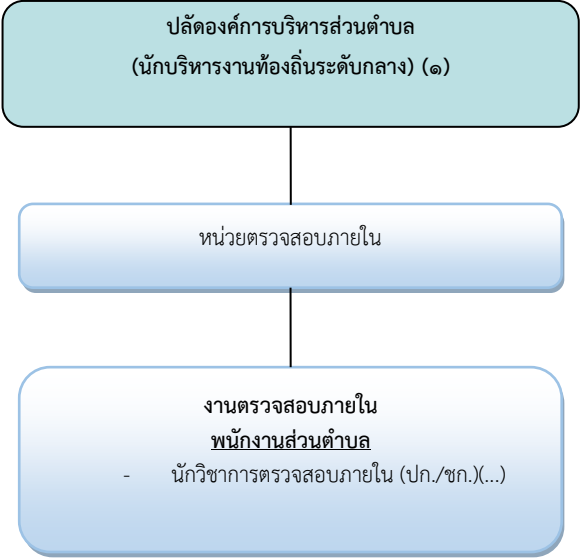 ปลัดองค์การบริหารส่วนตำบล
(นักบริหารงานท้องถิ่นระดับกลาง) (๑)
หน่วยตรวจสอบภายใน
งานตรวจสอบภายใน
พนักงานส่วนตำบล
- นักวิชาการตรวจสอบภายใน (ปก./ชก.)(...)